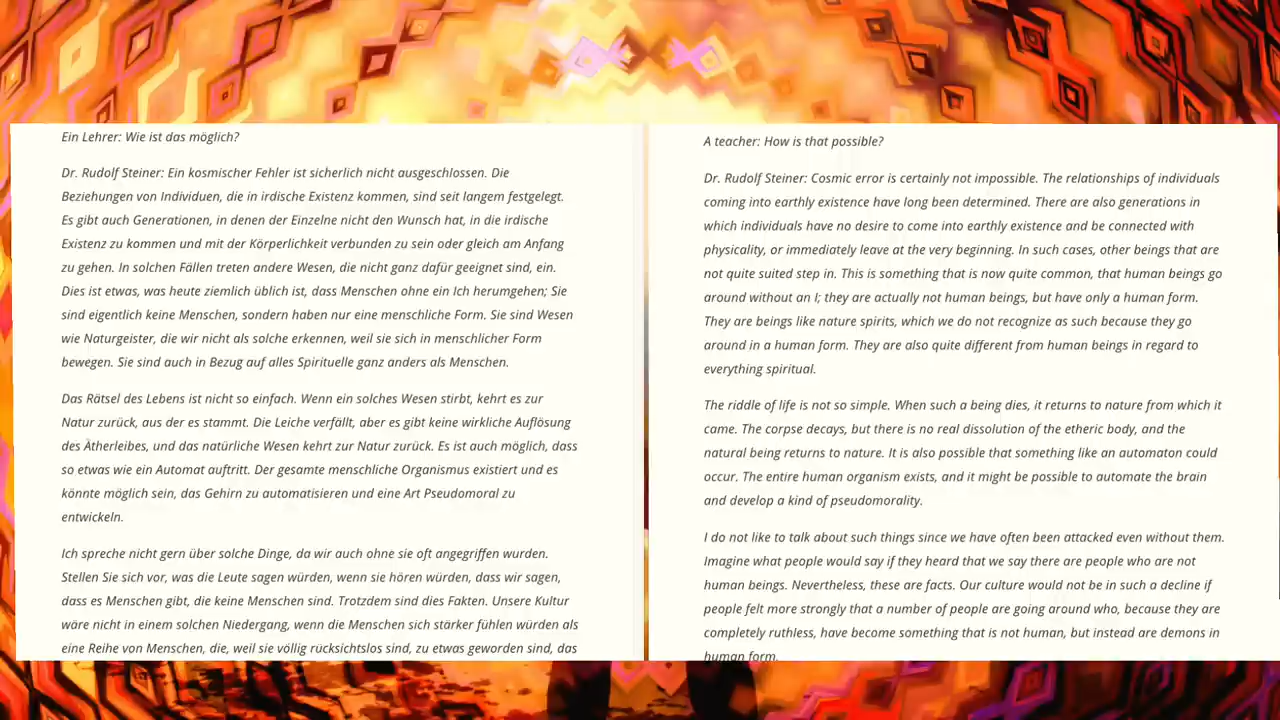 Ein Lehrer: Wie ist das möglich?
Dr. Rudolf Steiner: Ein kosmischer Fehler ist sicherlich nicht ausgeschlossen. Die
Beziehungen von Individuen, die in irdische Existenz kommen, sind seit langem festgelegt.
Es gibt auch Generationen, in denen der Einzelne nicht den Wunsch hat, in die irdische
Existenz zu kommen und mit der Körperlichkeit verbunden zu sein oder gleich am Anfang
zu gehen. In solchen Fällen treten andere Wesen, die nicht ganz dafür geeignet sind, ein.
Dies ist etwas, was heute ziemlich üblich ist, dass Menschen ohne ein Ich herumgehen; Sie
sind eigentlich keine Menschen, sondern haben nur eine menschliche Form. Sie sind Wesen
wie Naturgeister, die wir nicht als solche erkennen, weil sie sich in menschlicher Form
bewegen. Sie sind auch in Bezug auf alles Spirituelle ganz anders als Menschen.
Das Rätsel des Lebens ist nicht so einfach. Wenn ein solches Wesen stirbt, kehrt es zur
Natur zurück, aus der es stammt. Die Leiche verfällt, aber es gibt keine wirkliche Auflösung
des Ätherleibes, und das natürliche Wesen kehrt zur Natur zurück. Es ist auch möglich, dass
so etwas wie ein Automat auftritt. Der gesamte menschliche Organismus existiert und es
könnte möglich sein, das Gehirn zu automatisieren und eine Art Pseudomoral zu
entwickeln.
Ich spreche nicht gern über solche Dinge, da wir auch ohne sie oft angegriffen wurden.
Stellen Sie sich vor, was die Leute sagen würden, wenn sie hören würden, dass wir sagen,
dass es Menschen gibt, die keine Menschen sind. Trotzdem sind dies Fakten. Unsere Kultur
wäre nicht in einem solchen Niedergang, wenn die Menschen sich stärker fühlen würden als
eine Reihe von Menschen, die, weil sie völlig rücksichtslos sind, zu etwas geworden sind, das
A teacher: How is that possible?
Dr. Rudolf Steiner: Cosmic error is certainly not impossible. The relationships of individuals
coming into earthly existence have long been determined. There are also generations in
which individuals have no desire to come into earthly existence and be connected with
physicality, or immediately leave at the very beginning. In such cases, other beings that are
not quite suited step in. This is something that is now quite common, that human beings go
around without an I; they are actually not human beings, but have only a human form.
They are beings like nature spirits, which we do not recognize as such because they go
around in a human form. They are also quite different from human beings in regard to
everything spiritual.
The riddle of life is not so simple. When such a being dies, it returns to nature from which it
came. The corpse decays, but there is no real dissolution of the etheric body, and the
natural being returns to nature. It is also possible that something like an automaton could
occur. The entire human organism exists, and it might be possible to automate the brain
and develop a kind of pseudomorality.
I do not like to talk about such things since we have often been attacked even without them.
Imagine what people would say if they heard that we say there are people who are not
human beings. Nevertheless, these are facts. Our culture would not be in such a decline if
people felt more strongly that a number of people are going around who, because they are
completely ruthless, have become something that is not human, but instead are demons in
human form.